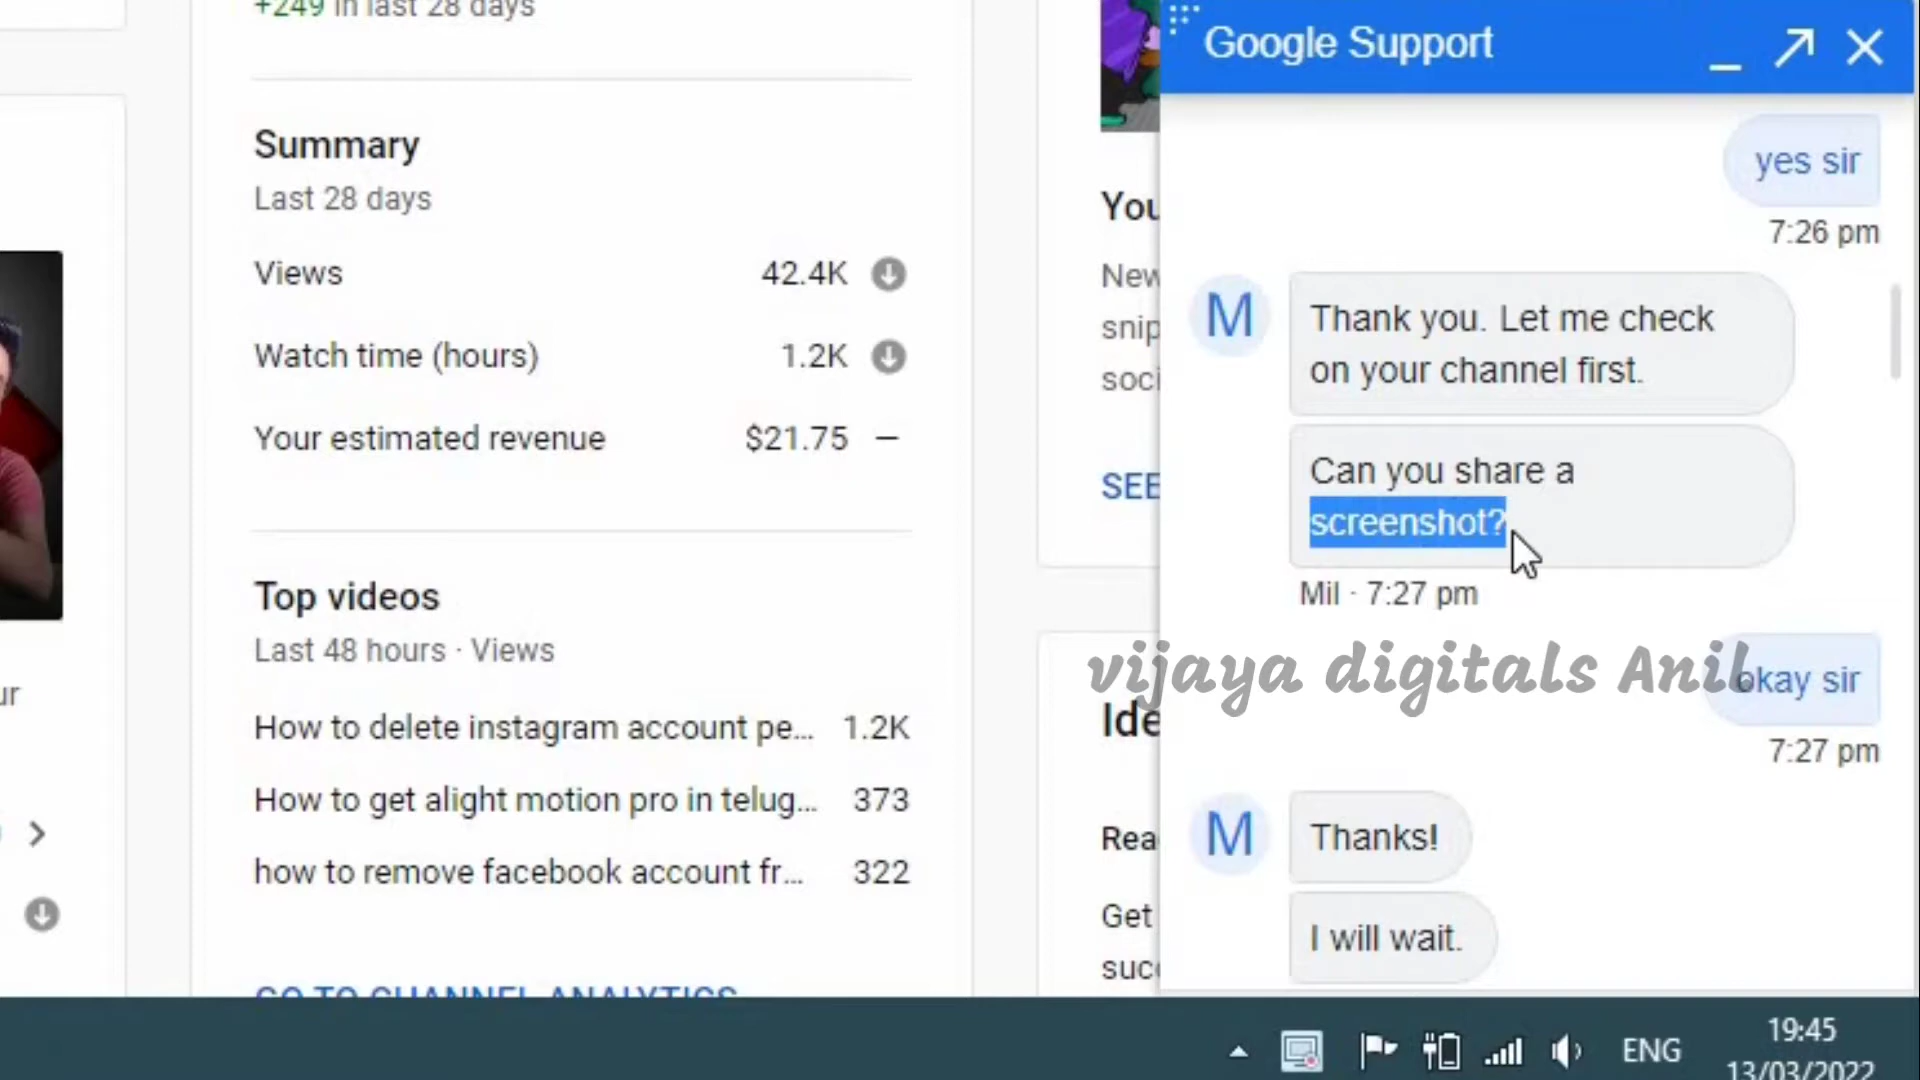 +249 in last 28 days
Summary
Last 28 days
Views 42.4K
Watch time (hours) 1.2K
Your estimated revenue $21.75 —
Top videos
Last 48 hours · Views
How to delete instagram account pe... 1.2K
How to get alight motion pro in telug... 373
how to remove facebook account fr... 322
GO TO CHANNEL ANALYTICS
You
New
snip
soci
SEE
Ide
Rea
Get
succ
Google Support
yes sir
7:26 pm
M
Thank you. Let me check
on your channel first.
Can you share a
screenshot?
Mil · 7:27 pm
vijaya digitals Anil
okay sir
7:27 pm
M
Thanks!
I will wait.
ur
ENG
19:45
13/03/2022